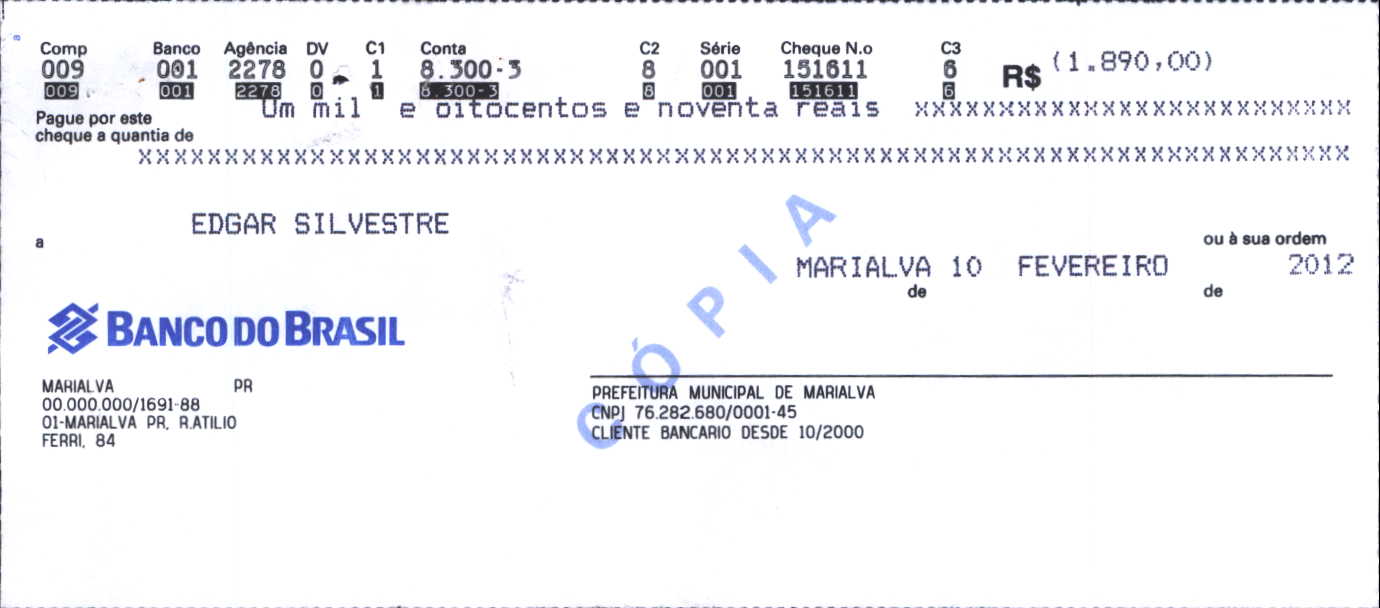 Comp Banco Agência DV C1 Conta C2 Série Cheque N.o C3
009 001 2278 0 1 8.300-3 8 001 151611 6 R$ (1.890,00)
009 001 2278 0 1 8.300-3 8 001 151611 6
Pague por este Um mil e oitocentos e noventa reais XXXXXXXXXXXXXXXXXXXXXXXXXX
cheque a quantia de
XXXXXXXXXXXXXXXXXXXXXXXXXXXXXXXXXXXXXXXXXXXXXXXXXXXXXXXXXXXXXXXXXXXXXX
EDGAR SILVESTRE
a ou à sua ordem
MARIALVA 10 FEVEREIRO 2012
de de
BANCO DO BRASIL
MARIALVA PR
00.000.000/1691-88
01-MARIALVA PR, R.ATILIO
FERRI, 84
PREFEITURA MUNICIPAL DE MARIALVA
CNPJ 76.282.680/0001-45
CLIENTE BANCARIO DESDE 10/2000
CÓPIA